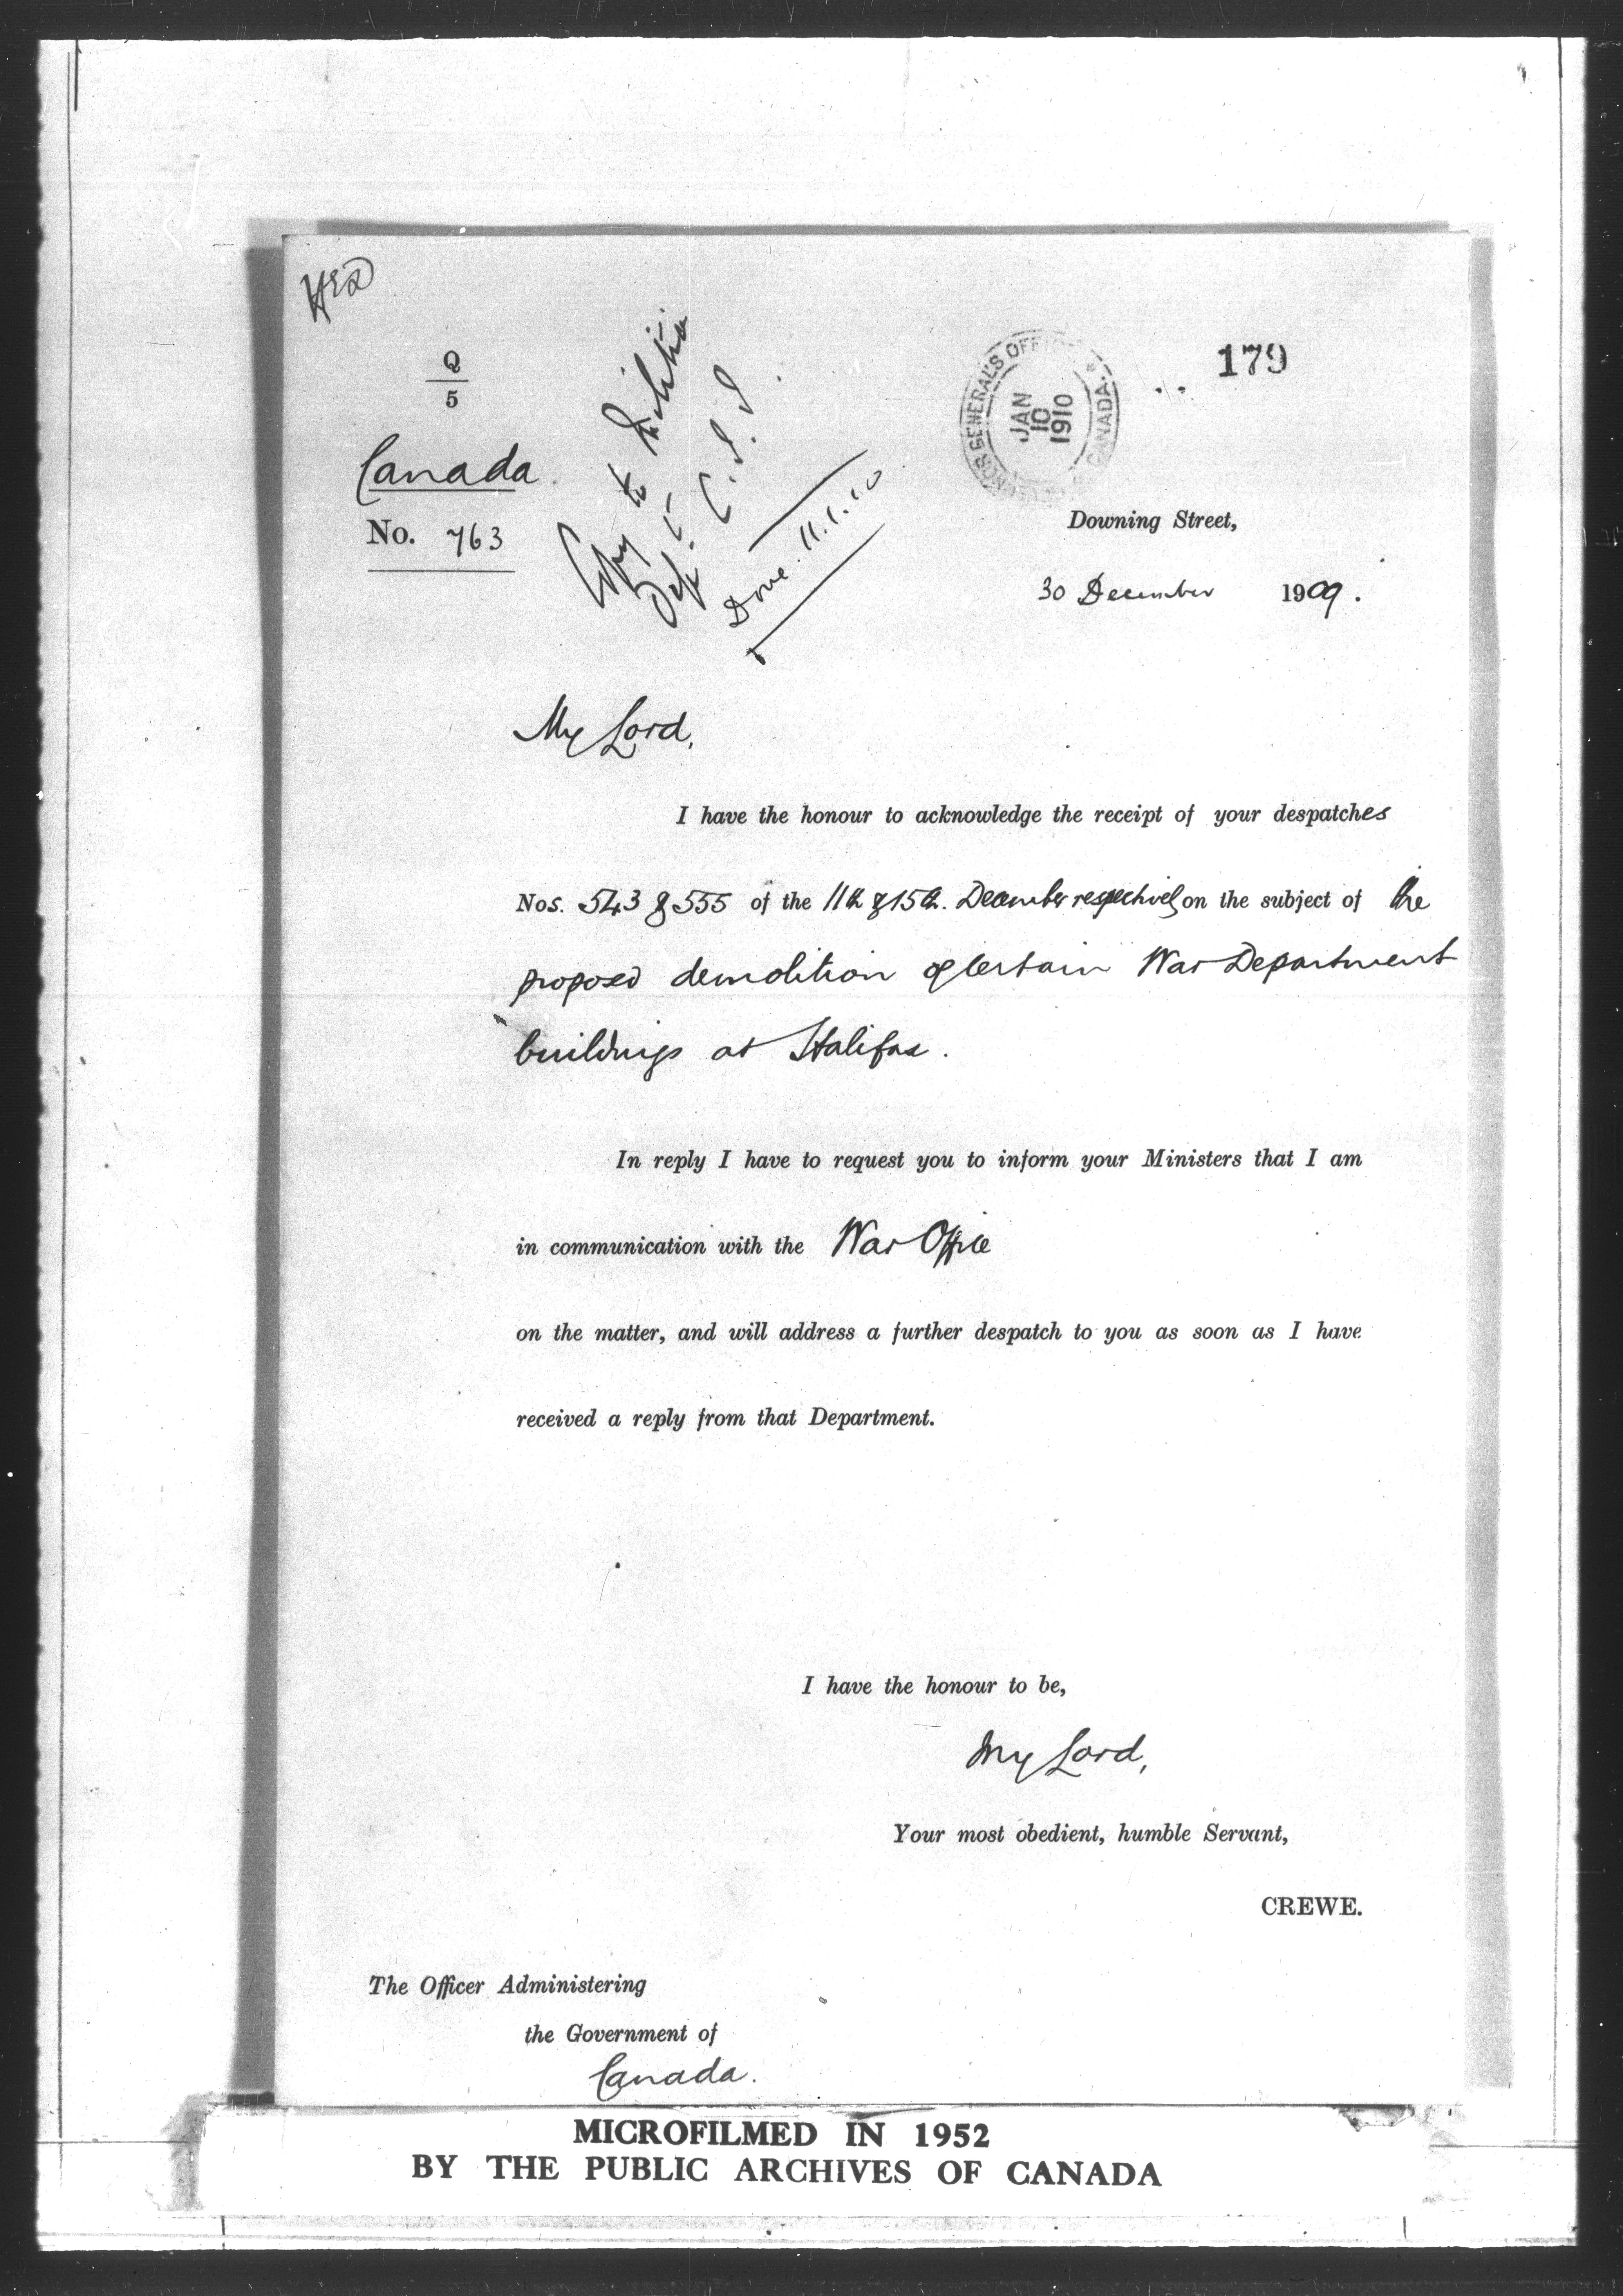 Q
5
Canada.
No. 763
Copy to Militia
Done. 11.1.10
GOVERNOR GENERAL'S OFFICE
CANADA.
JAN
10
1910
179
Downing Street,
30 December 1909.
My Lord,
I have the honour to acknowledge the receipt of your despatches
Nos. 543 & 555 of the 11th & 15th. December respectively on the subject of the
proposed demolition of certain War Department
buildings at Halifax.
In reply I have to request you to inform your Ministers that I am
in communication with the War Office
on the matter, and will address a further despatch to you as soon as I have
received a reply from that Department.
I have the honour to be,
My Lord,
Your most obedient, humble Servant,
CREWE.
The Officer Administering
the Government of
Canada.
MICROFILMED IN 1952
BY THE PUBLIC ARCHIVES OF CANADA